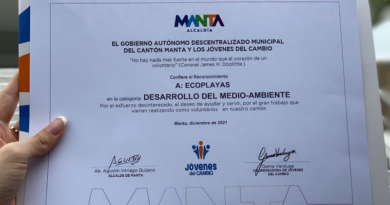 MANTA
ALCALDÍA
EL GOBIERNO AUTÓNOMO DESCENTRALIZADO MUNICIPAL
DEL CANTÓN MANTA Y LOS JÓVENES DEL CAMBIO
"No hay nada más fuerte en el mundo que el corazón de un
voluntario" (Coronel James H. Doolittle)
Confiere el Reconocimiento
A: ECOPLAYAS
en la categoría: DESARROLLO DEL MEDIO-AMBIENTE
Por el esfuerzo desinteresado, el deseo de ayudar y servir, por el gran trabajo que
vienen realizando como voluntarios en nuestro cantón.
Manta, diciembre de 2021
Ab. Agustín Intriago Quijano
ALCALDE DE MANTA
Jóvenes
del CAMBIO
Gema Verduga
COORDINADORA DE JÓVENES
DEL CAMBIO
MANTA